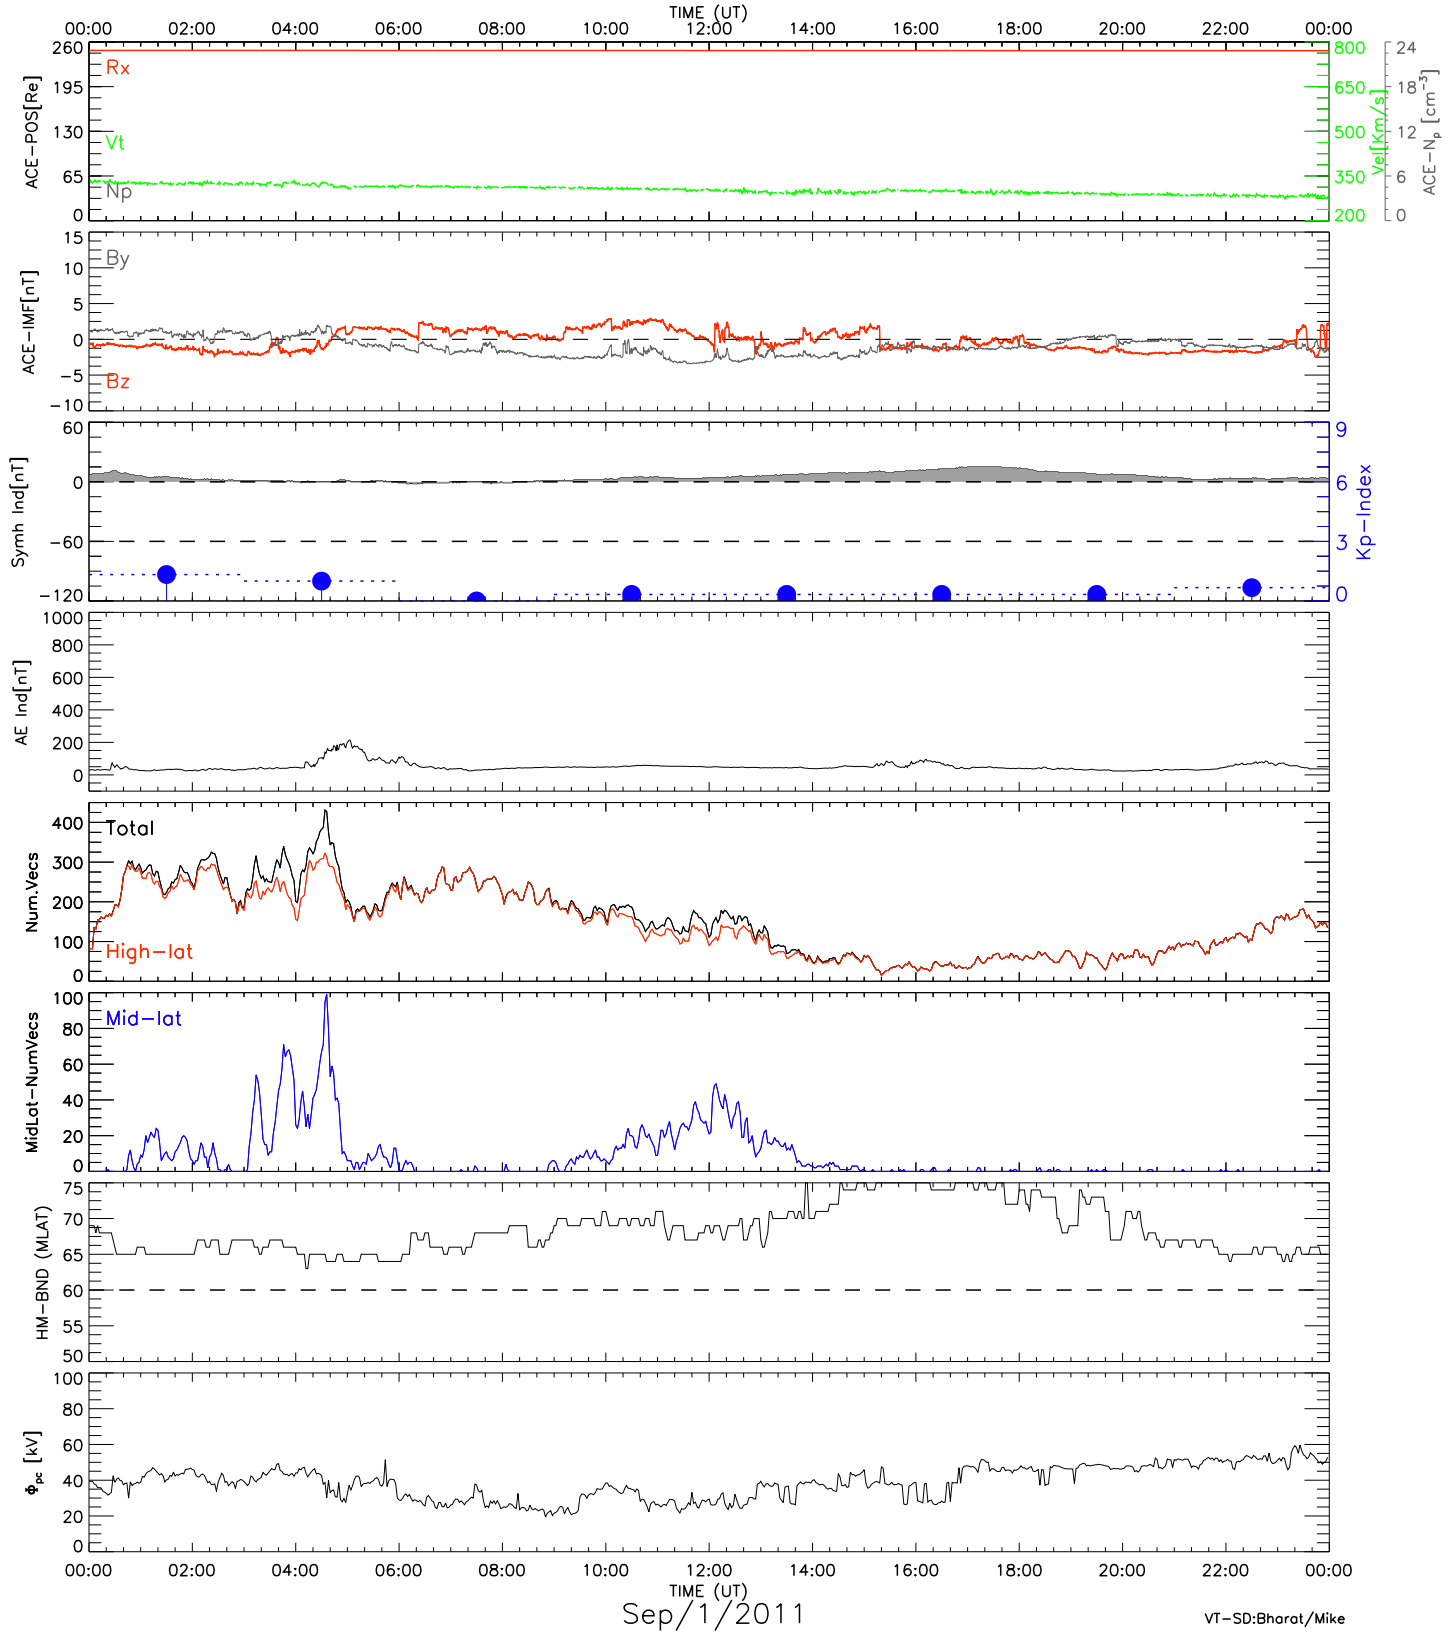 TIME (UT)
00:00 02:00 04:00 06:00 08:00 10:00 12:00 14:00 16:00 18:00 20:00 22:00 00:00
ACE-POS[Re]
260
195
130
65
0
Rx
Vt
Np
800
650
500
350
200
Vel[Km/s]
24
18
12
6
0
ACE-Np [cm⁻³]
ACE-IMF[nT]
15
10
5
0
-5
-10
By
Bz
Symh Ind[nT]
60
0
-60
-120
9
6
3
0
Kp-Index
AE Ind[nT]
1000
800
600
400
200
0
Num.Vecs
400
300
200
100
0
Total
High-lat
MidLat-NumVecs
100
80
60
40
20
0
Mid-lat
HM-BND (MLAT)
75
70
65
60
55
50
Φpc [kV]
100
80
60
40
20
0
00:00 02:00 04:00 06:00 08:00 10:00 12:00 14:00 16:00 18:00 20:00 22:00 00:00
TIME (UT)
Sep/1/2011
VT-SD:Bharat/Mike